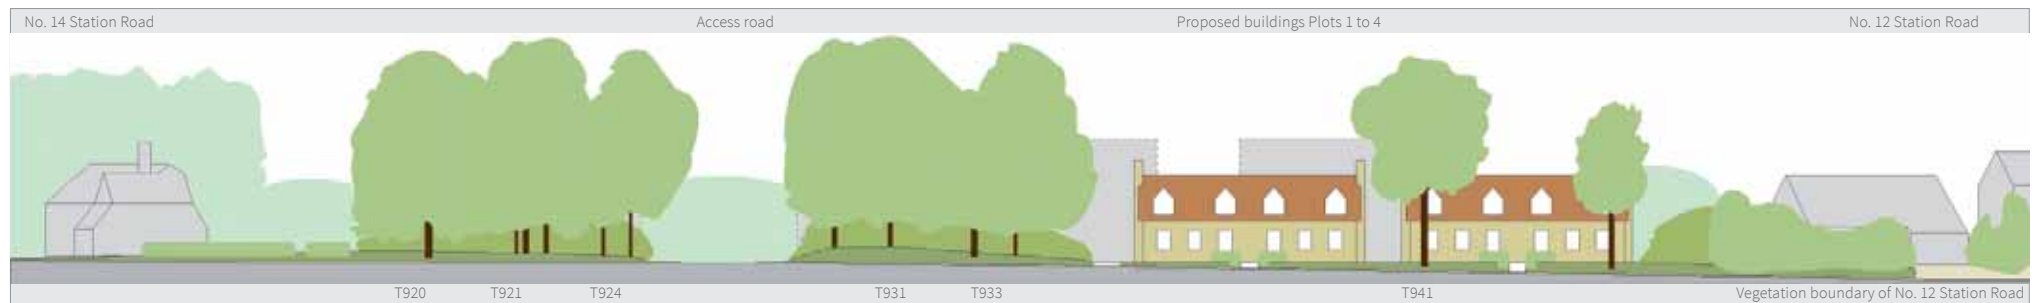 No. 14 Station Road Access road Proposed buildings Plots 1 to 4 No. 12 Station Road
T920 T921 T924 T931 T933 T941 Vegetation boundary of No. 12 Station Road